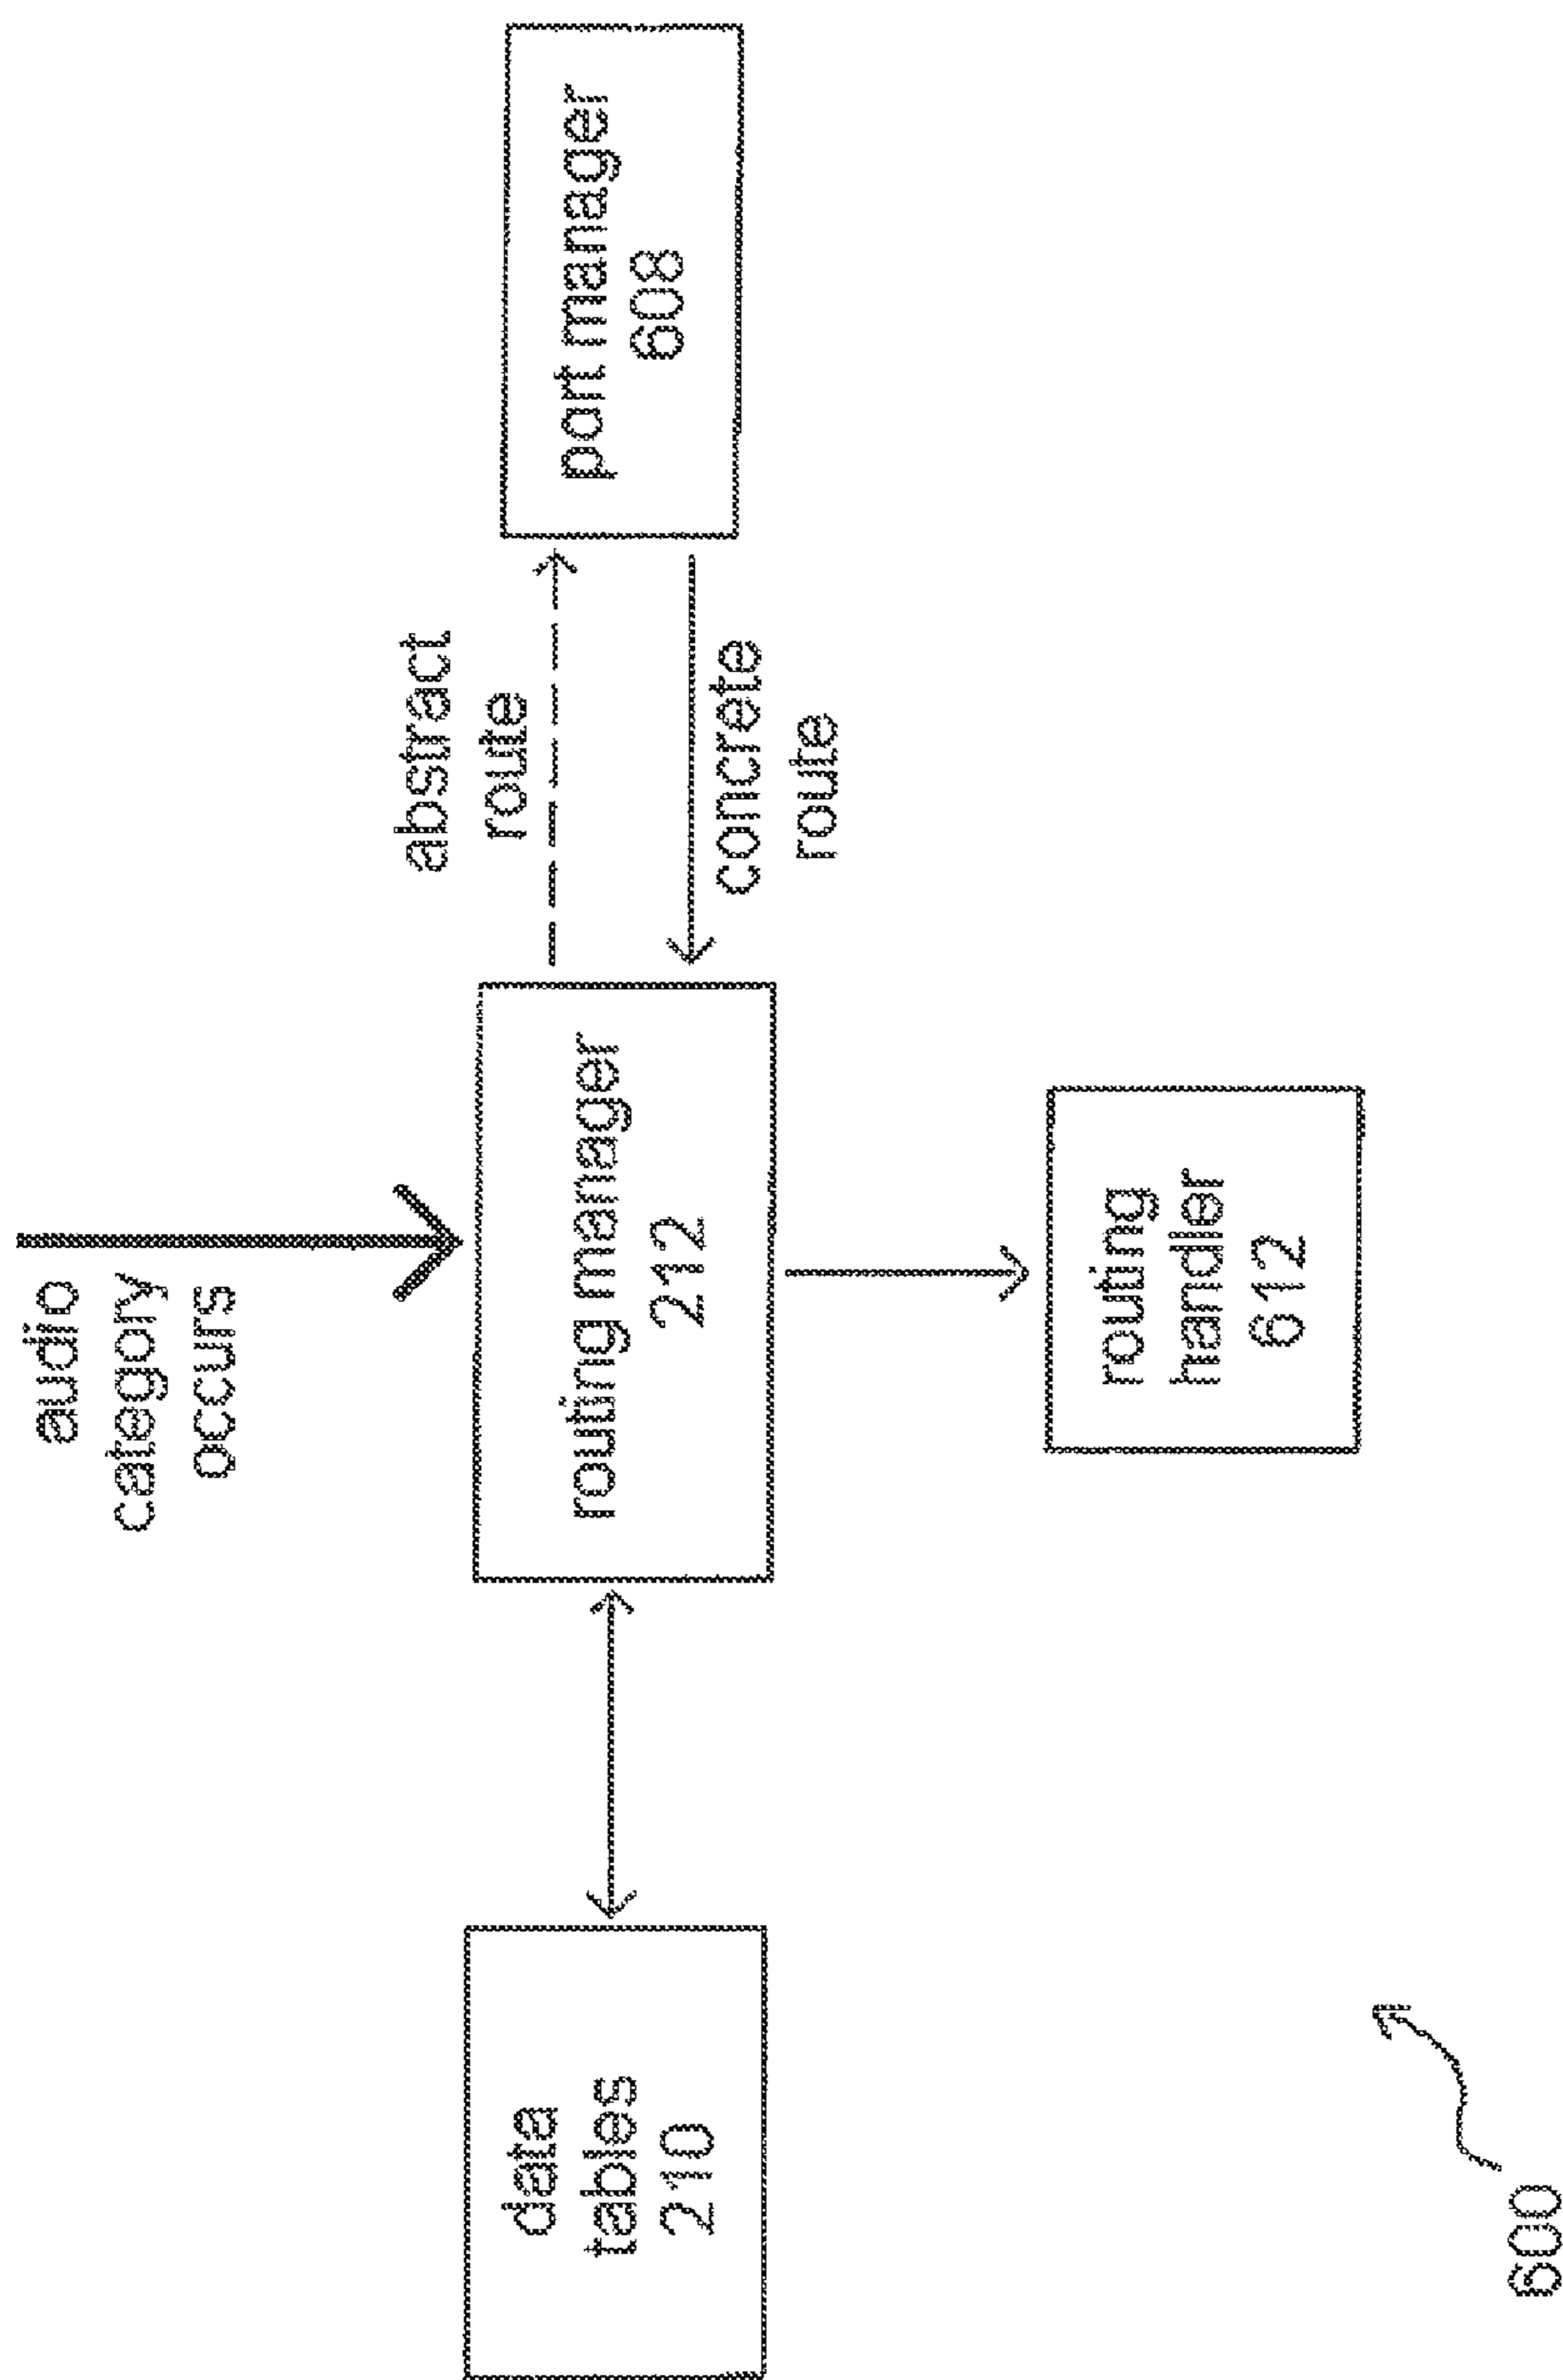 audio
category
occurs
data
tables
210
routing manager
212
abstract
route
concrete
route
port manager
608
routing
handler
612
600